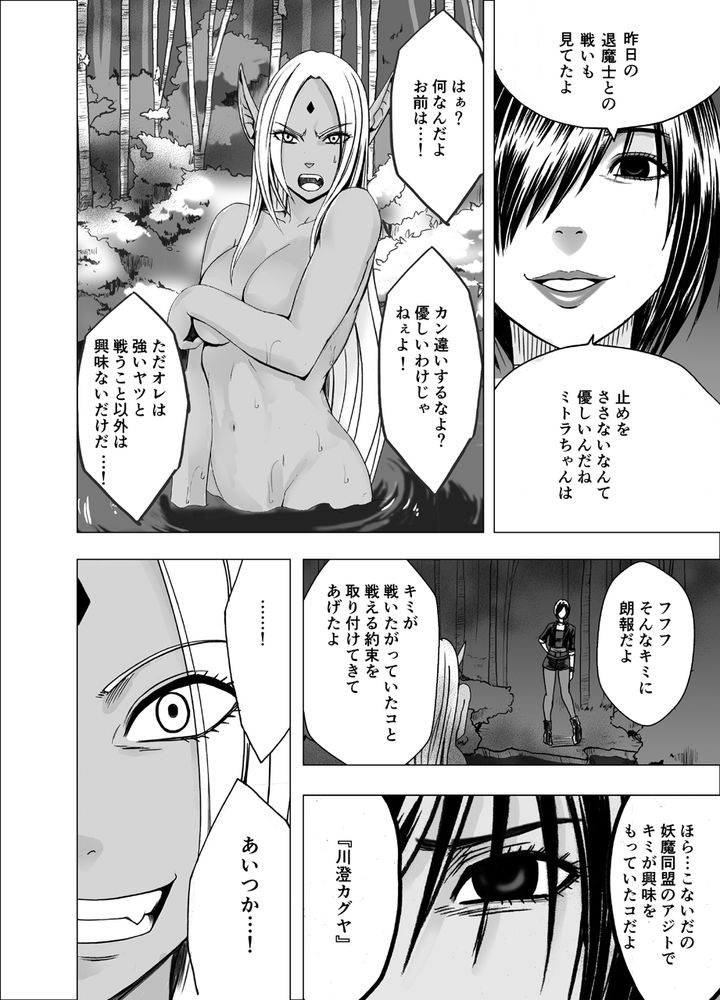 昨日の
退魔士との
戦いも
見てたよ
止めを
ささないなんて
優しいんだね
ミトラちゃんは
はぁ？
何なんだよ
お前は…！
カン違いするなよ？
優しいわけじゃ
ねぇよ！
ただオレは
強いヤツと
戦うこと以外は
興味ないだけだ
…！
フフフ
そんなキミに
朗報だよ
キミが
戦いたがっていたコと
戦える約束を
取り付けてきて
あげたよ
……！
ほら…こないだの
妖魔同盟のアジトで
キミが興味を
もっていたコだよ
『川澄カグヤ』
あいつか…！